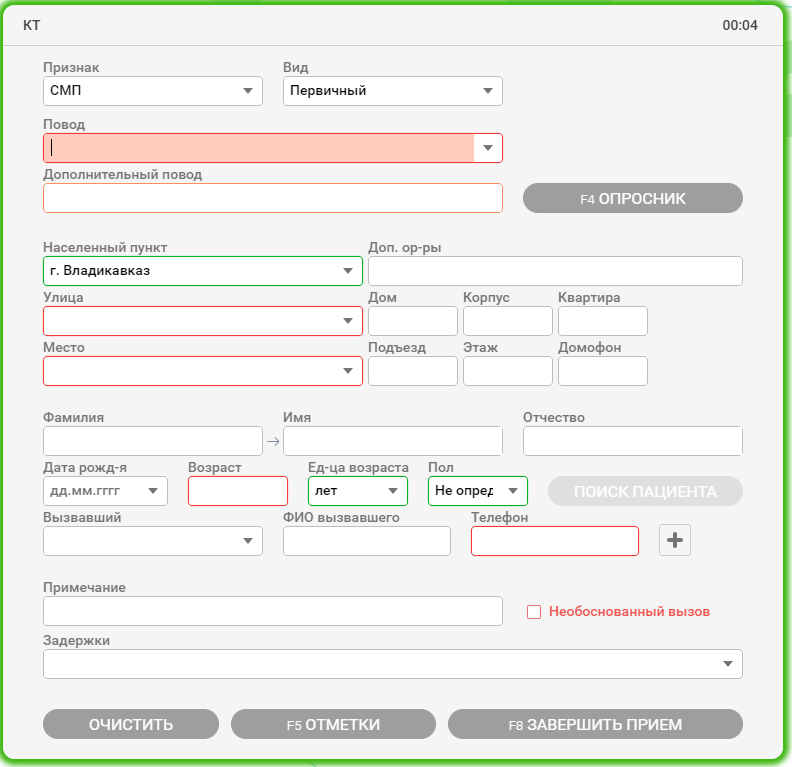 КТ 00:04
Признак Вид
СМП Первичный
Повод
Дополнительный повод
F4 ОПРОСНИК
Населенный пункт Доп. ор-ры
г. Владикавказ
Улица Дом Корпус Квартира
Место Подъезд Этаж Домофон
Фамилия Имя Отчество
Дата рожд-я Возраст Ед-ца возраста Пол
дд.мм.гггг лет Не опред ПОИСК ПАЦИЕНТА
Вызвавший ФИО вызвавшего Телефон
Примечание
Необоснованный вызов
Задержки
ОЧИСТИТЬ F5 ОТМЕТКИ F8 ЗАВЕРШИТЬ ПРИЕМ